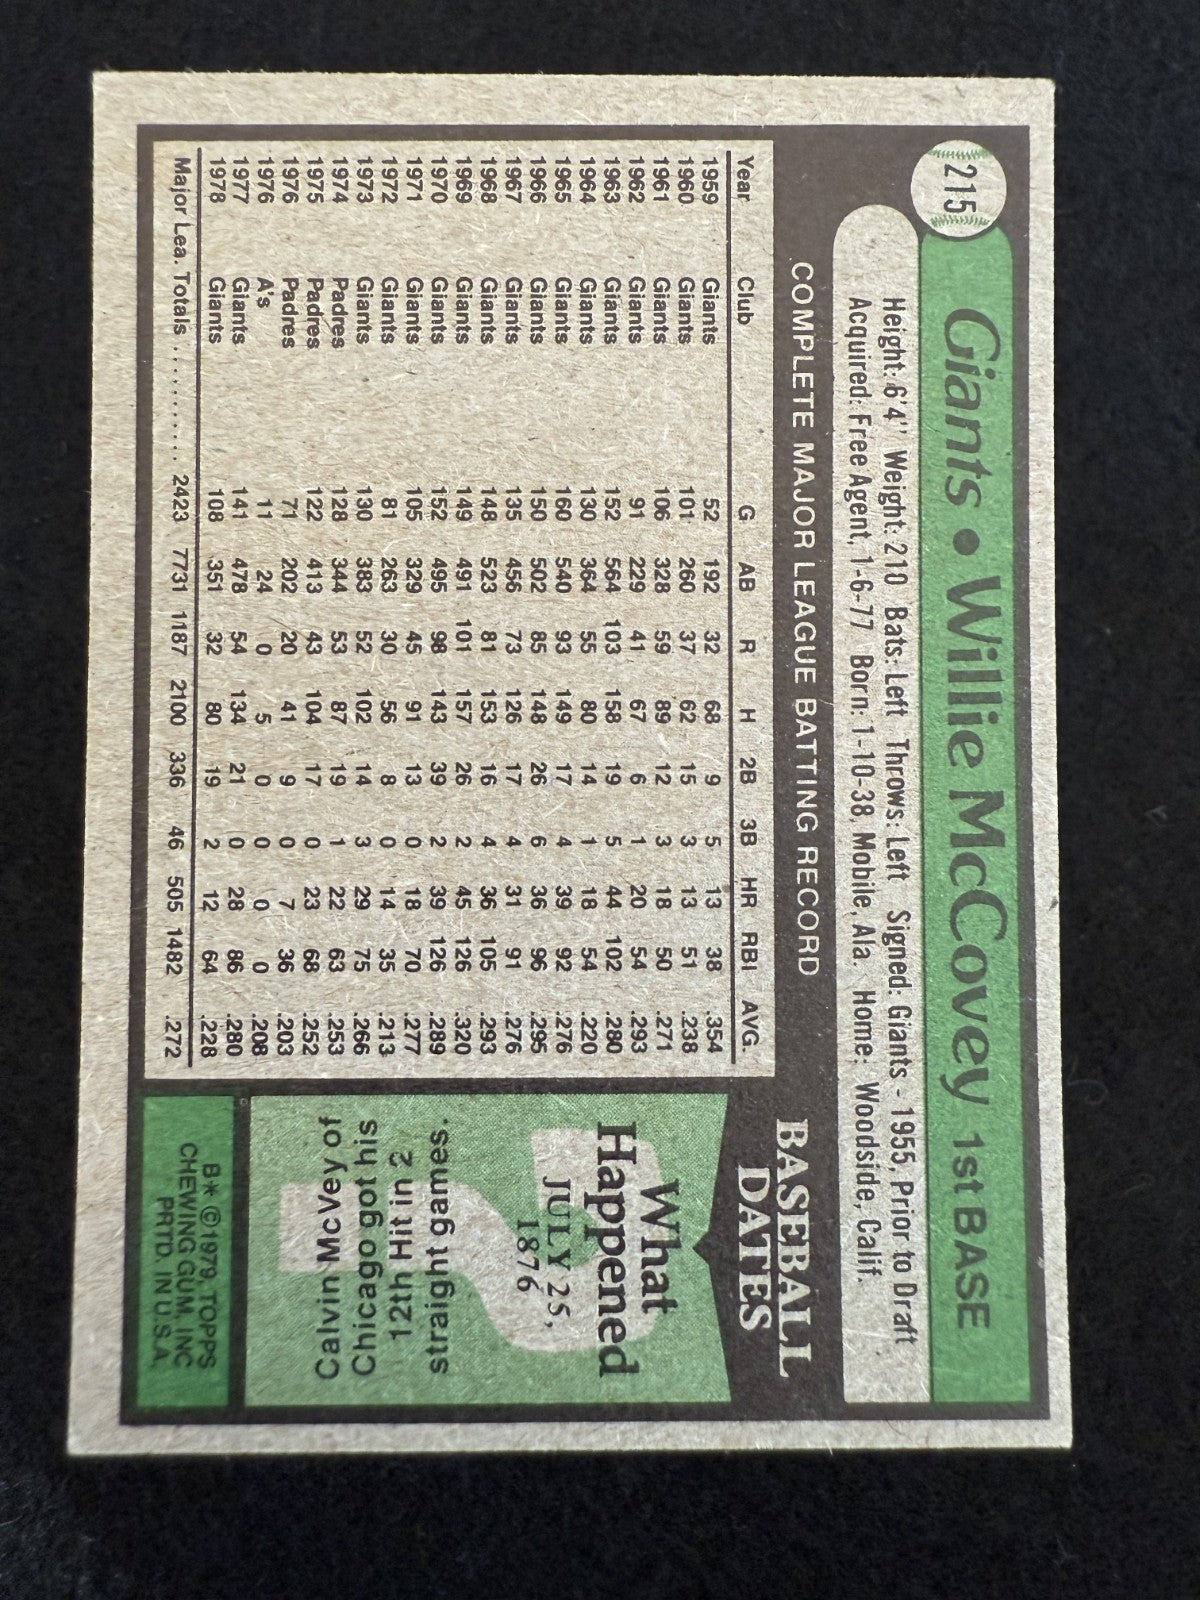 215
Giants • Willie McCovey 1st BASE
Height: 6'4" Weight: 210 Bats: Left Throws: Left Signed: Giants - 1955, Prior to Draft
Acquired: Free Agent, 1-6-77 Born: 1-10-38, Mobile, Ala. Home: Woodside, Calif.
COMPLETE MAJOR LEAGUE BATTING RECORD
Year Club G AB R H 2B 3B HR RBI AVG.
1959 Giants 52 192 32 68 9 5 13 38 .354
1960 Giants 101 260 37 62 15 3 13 51 .238
1961 Giants 106 328 59 89 12 3 18 50 .271
1962 Giants 91 229 41 67 6 1 20 54 .293
1963 Giants 152 564 103 158 19 5 44 102 .280
1964 Giants 130 364 55 80 14 1 18 54 .220
1965 Giants 160 540 93 149 17 4 39 92 .276
1966 Giants 150 502 85 148 26 6 36 96 .295
1967 Giants 135 456 73 126 17 4 31 91 .276
1968 Giants 148 523 81 153 16 4 36 105 .293
1969 Giants 149 491 101 157 26 2 45 126 .320
1970 Giants 152 495 98 143 39 2 39 126 .289
1971 Giants 105 329 45 91 13 0 18 70 .277
1972 Giants 81 263 30 56 8 0 14 35 .213
1973 Giants 130 383 52 102 14 3 29 75 .266
1974 Padres 128 344 53 87 19 1 22 63 .253
1975 Padres 122 413 43 104 17 0 23 68 .252
1976 Padres 71 202 20 41 9 0 7 36 .203
1976 A's 11 24 0 5 0 0 0 0 .208
1977 Giants 141 478 54 134 21 0 28 86 .280
1978 Giants 108 351 32 80 19 2 12 64 .228
Major Lea. Totals .......... 2423 7731 1187 2100 336 46 505 1482 .272
BASEBALL
DATES
What
Happened
JULY 25,
1876
Calvin McVey of
Chicago got his
12th Hit in 2
straight games.
B* ©1979, TOPPS
CHEWING GUM, INC
PRTD. IN U.S.A.